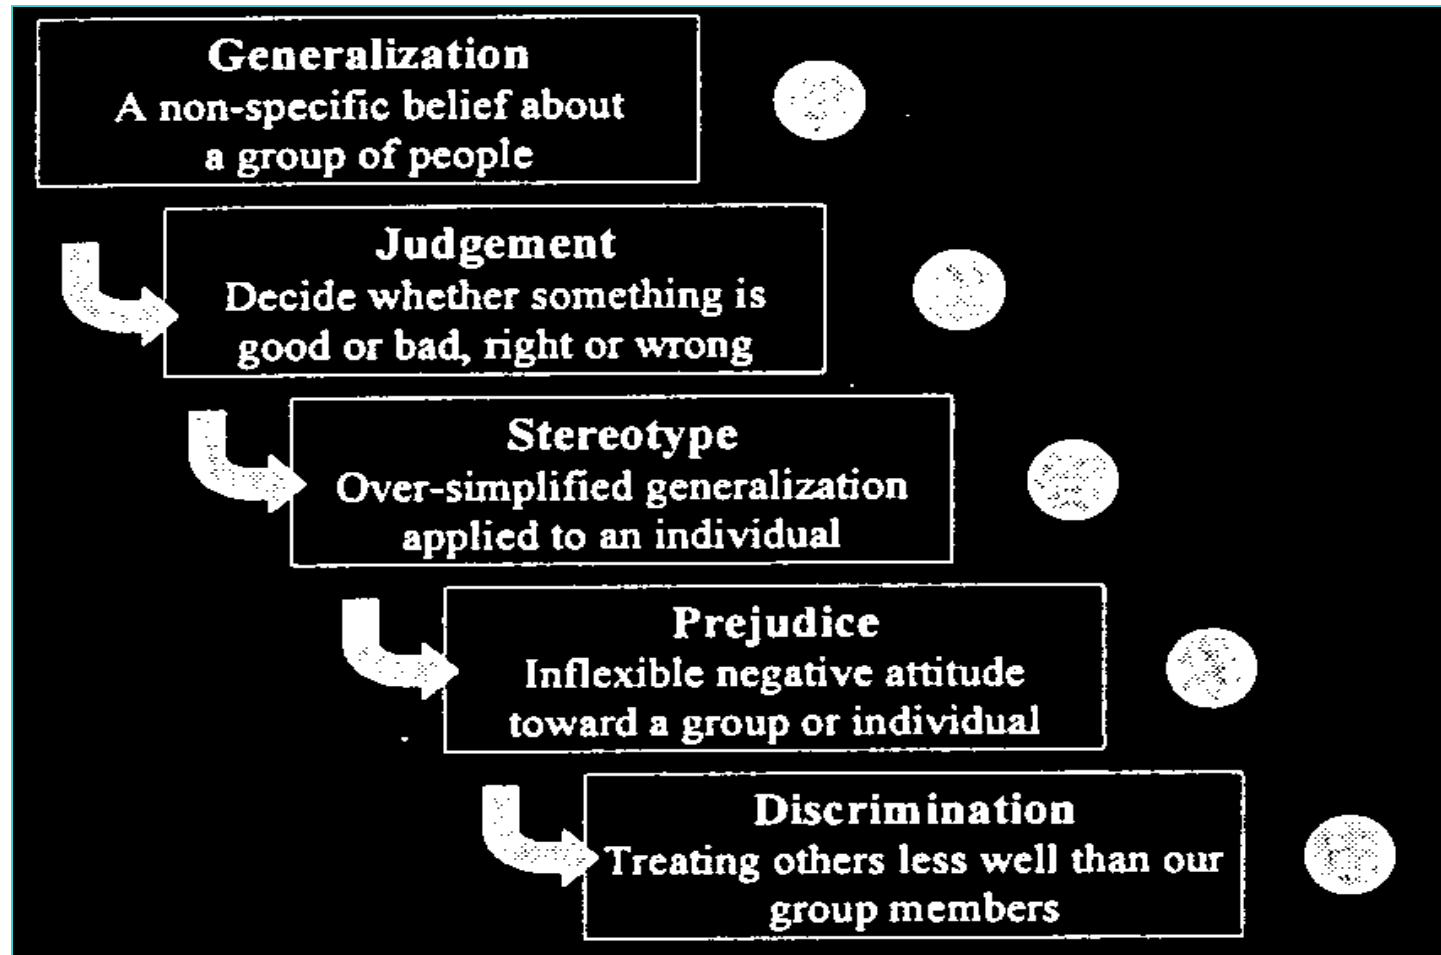 Generalization
A non-specific belief about
a group of people
Judgement
Decide whether something is
good or bad, right or wrong
Stereotype
Over-simplified generalization
applied to an individual
Prejudice
Inflexible negative attitude
toward a group or individual
Discrimination
Treating others less well than our
group members